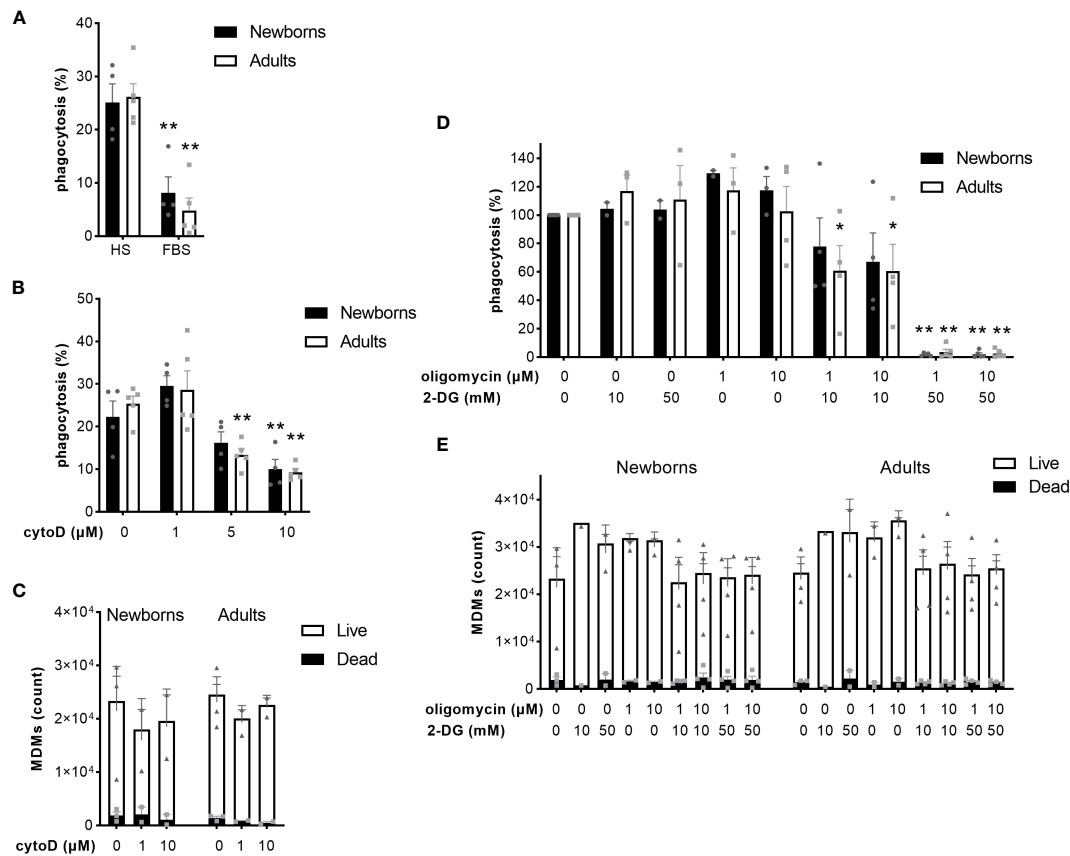 A
40
30
20
10
0
phagocytosis (%)
Newborns
Adults
**
**
HS FBS
B
50
40
30
20
10
0
phagocytosis (%)
Newborns
Adults
**
**
**
cytoD (µM) 0 1 5 10
C
4×10⁴
3×10⁴
2×10⁴
1×10⁴
0
MDMs (count)
Newborns Adults
Live
Dead
cytoD (µM) 0 1 10 0 1 10
D
140
120
100
80
60
40
20
0
phagocytosis (%)
Newborns
Adults
*
*
** ** ** **
oligomycin (µM) 0 0 0 1 10 1 10 1 10
2-DG (mM) 0 10 50 0 0 10 10 50 50
E
4×10⁴
3×10⁴
2×10⁴
1×10⁴
0
MDMs (count)
Newborns Adults
Live
Dead
oligomycin (µM) 0 0 0 1 10 1 10 1 10 0 0 0 1 10 1 10 1 10
2-DG (mM) 0 10 50 0 0 10 10 50 50 0 10 50 0 0 10 10 50 50